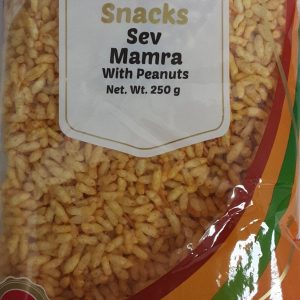 Snacks
Sev
Mamra
With Peanuts
Net. Wt. 250 g